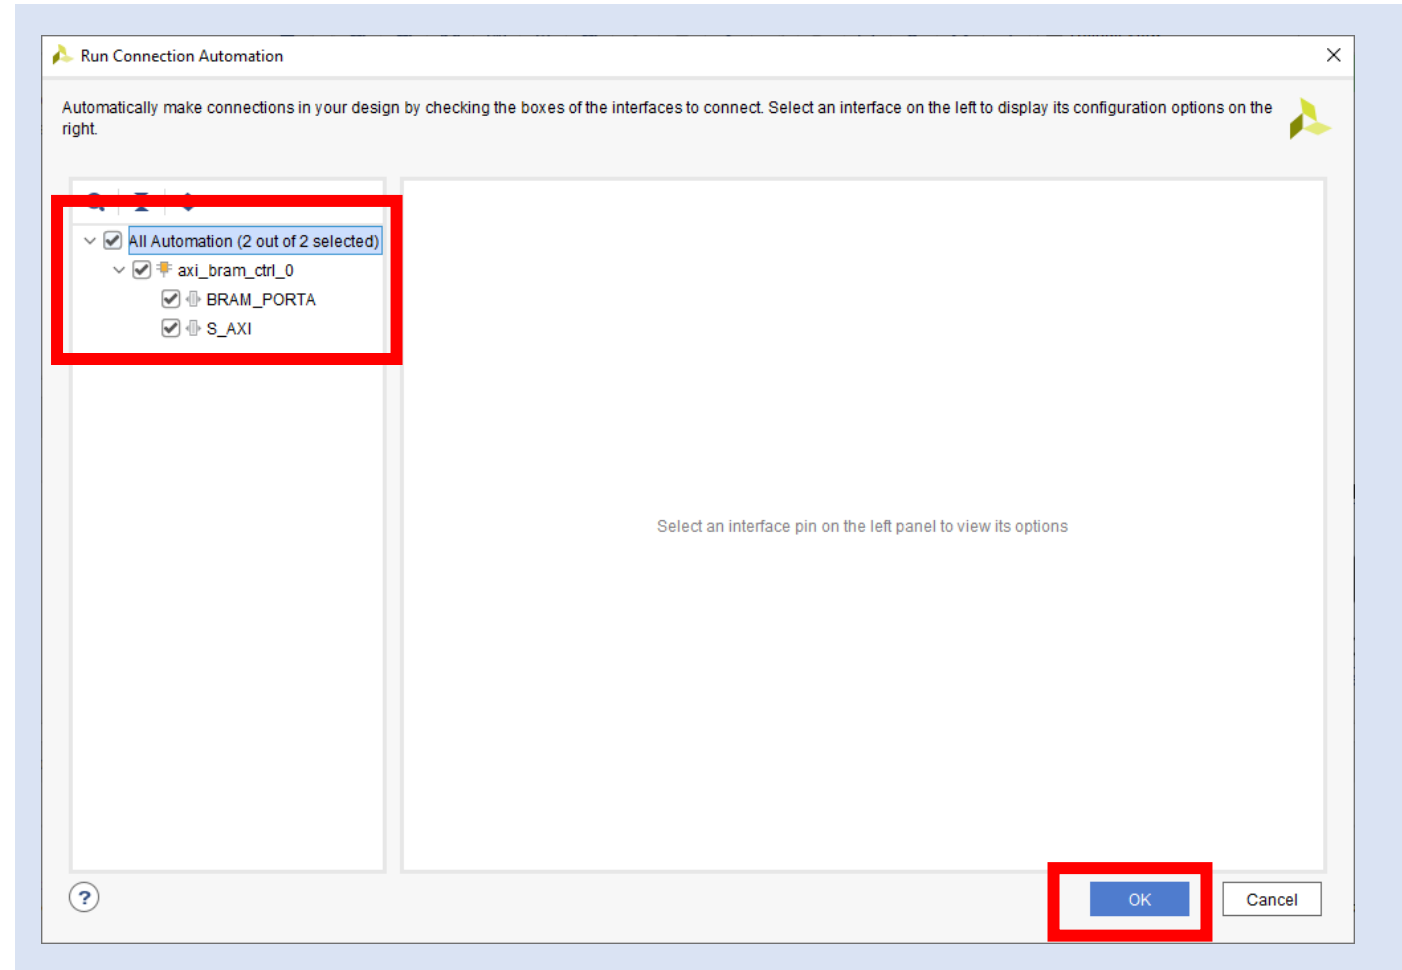 Run Connection Automation
Automatically make connections in your design by checking the boxes of the interfaces to connect. Select an interface on the left to display its configuration options on the
right.
All Automation (2 out of 2 selected)
axi_bram_ctrl_0
BRAM_PORTA
S_AXI
Select an interface pin on the left panel to view its options
?
OK
Cancel